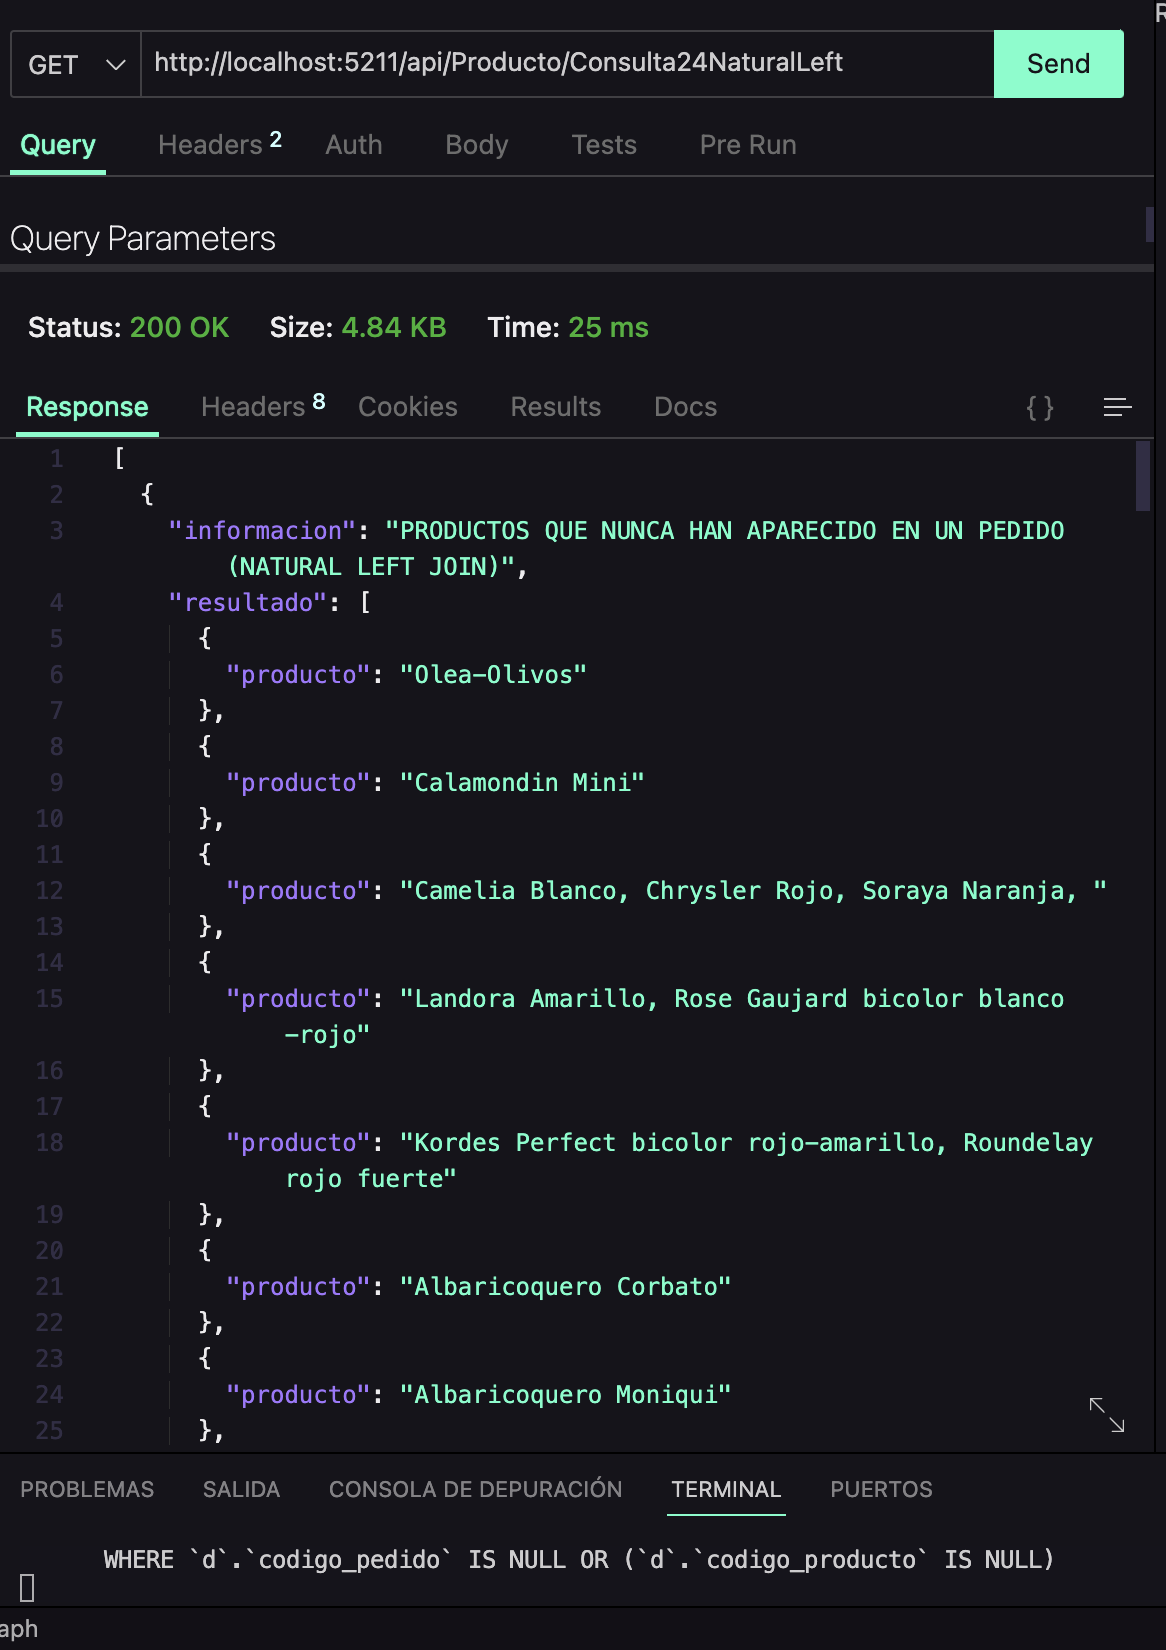 GET http://localhost:5211/api/Producto/Consulta24NaturalLeft Send
Query Headers 2 Auth Body Tests Pre Run
Query Parameters
Status: 200 OK Size: 4.84 KB Time: 25 ms
Response Headers 8 Cookies Results Docs { }
1 [
2 {
3 "informacion": "PRODUCTOS QUE NUNCA HAN APARECIDO EN UN PEDIDO
(NATURAL LEFT JOIN)",
4 "resultado": [
5 {
6 "producto": "Olea-Olivos"
7 },
8 {
9 "producto": "Calamondin Mini"
10 },
11 {
12 "producto": "Camelia Blanco, Chrysler Rojo, Soraya Naranja, "
13 },
14 {
15 "producto": "Landora Amarillo, Rose Gaujard bicolor blanco
-rojo"
16 },
17 {
18 "producto": "Kordes Perfect bicolor rojo-amarillo, Roundelay
rojo fuerte"
19 },
20 {
21 "producto": "Albaricoquero Corbato"
22 },
23 {
24 "producto": "Albaricoquero Moniqui"
25 },
PROBLEMAS SALIDA CONSOLA DE DEPURACIÓN TERMINAL PUERTOS
WHERE `d`.`codigo_pedido` IS NULL OR (`d`.`codigo_producto` IS NULL)
aph